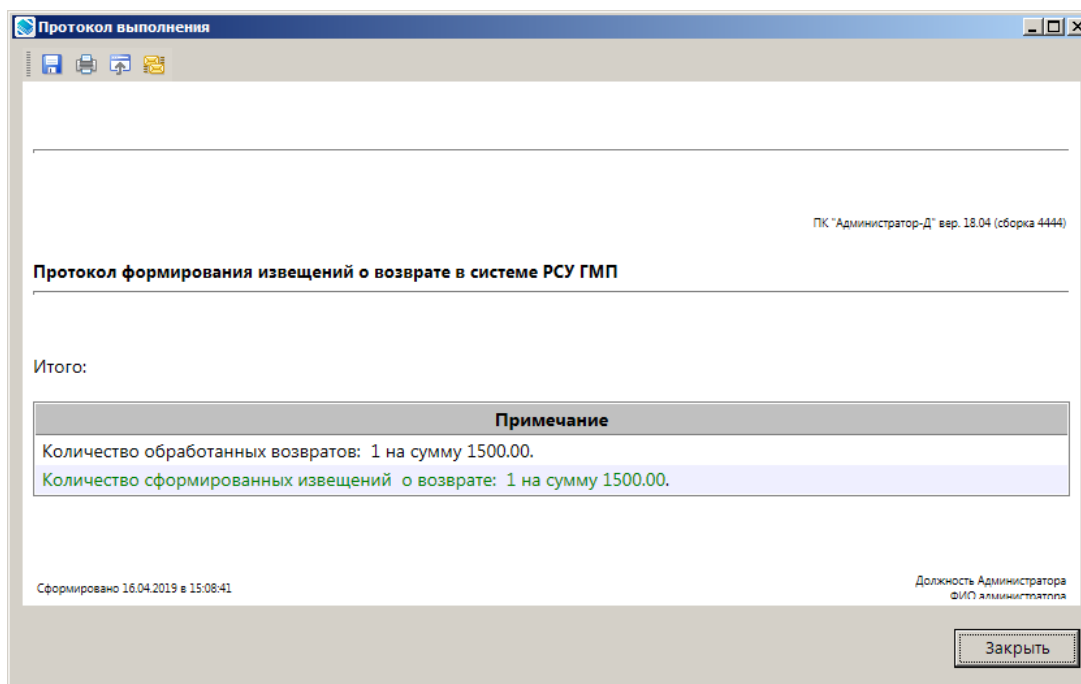 Протокол выполнения
ПК "Администратор-Д" вер. 18.04 (сборка 4444)
Протокол формирования извещений о возврате в системе РСУ ГМП
Итого:
Примечание
Количество обработанных возвратов: 1 на сумму 1500.00.
Количество сформированных извещений о возврате: 1 на сумму 1500.00.
Сформировано 16.04.2019 в 15:08:41
Должность Администратора
ФИО администратора
Закрыть